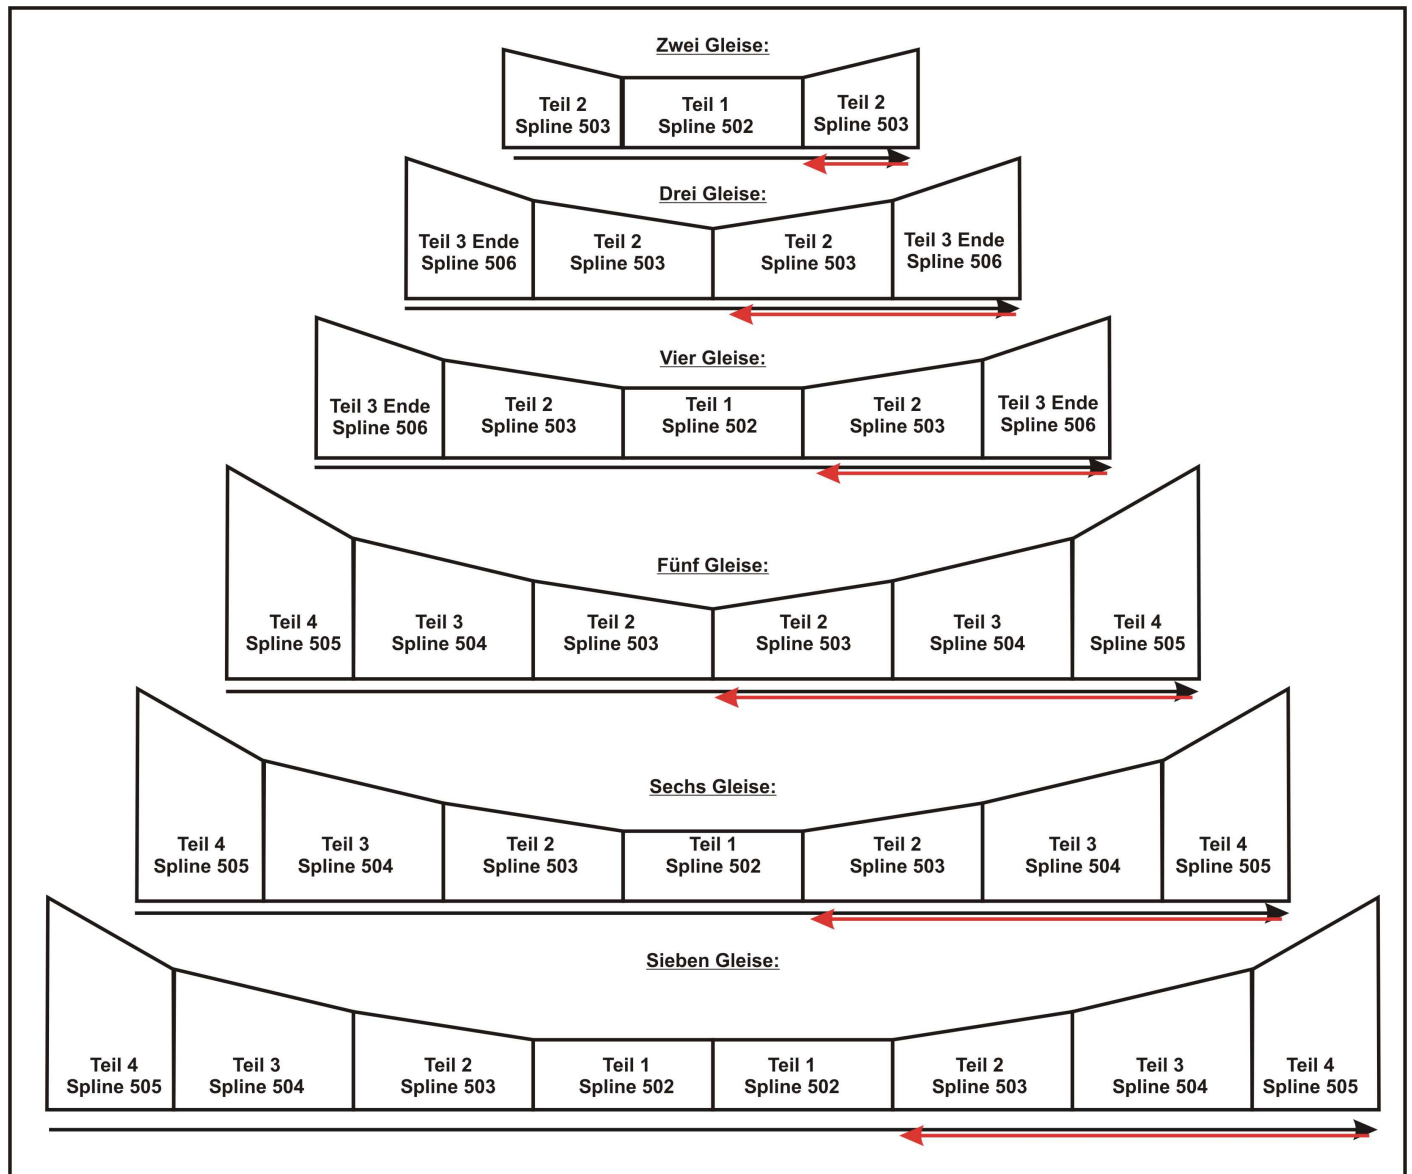 Zwei Gleise:
Teil 2
Spline 503
Teil 1
Spline 502
Teil 2
Spline 503
Drei Gleise:
Teil 3 Ende
Spline 506
Teil 2
Spline 503
Teil 2
Spline 503
Teil 3 Ende
Spline 506
Vier Gleise:
Teil 3 Ende
Spline 506
Teil 2
Spline 503
Teil 1
Spline 502
Teil 2
Spline 503
Teil 3 Ende
Spline 506
Fünf Gleise:
Teil 4
Spline 505
Teil 3
Spline 504
Teil 2
Spline 503
Teil 2
Spline 503
Teil 3
Spline 504
Teil 4
Spline 505
Sechs Gleise:
Teil 4
Spline 505
Teil 3
Spline 504
Teil 2
Spline 503
Teil 1
Spline 502
Teil 2
Spline 503
Teil 3
Spline 504
Teil 4
Spline 505
Sieben Gleise:
Teil 4
Spline 505
Teil 3
Spline 504
Teil 2
Spline 503
Teil 1
Spline 502
Teil 1
Spline 502
Teil 2
Spline 503
Teil 3
Spline 504
Teil 4
Spline 505